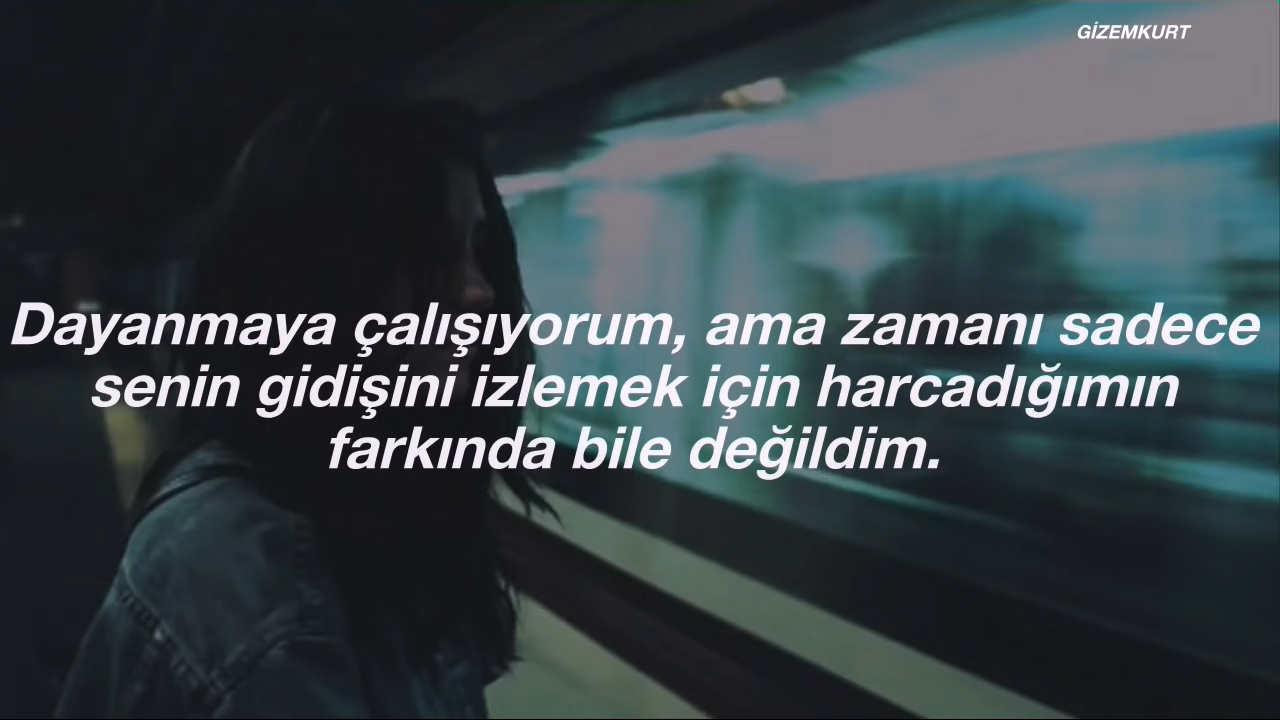 GİZEMKURT
Dayanmaya çalışıyorum, ama zamanı sadece
senin gidişini izlemek için harcadığımın
farkında bile değildim.